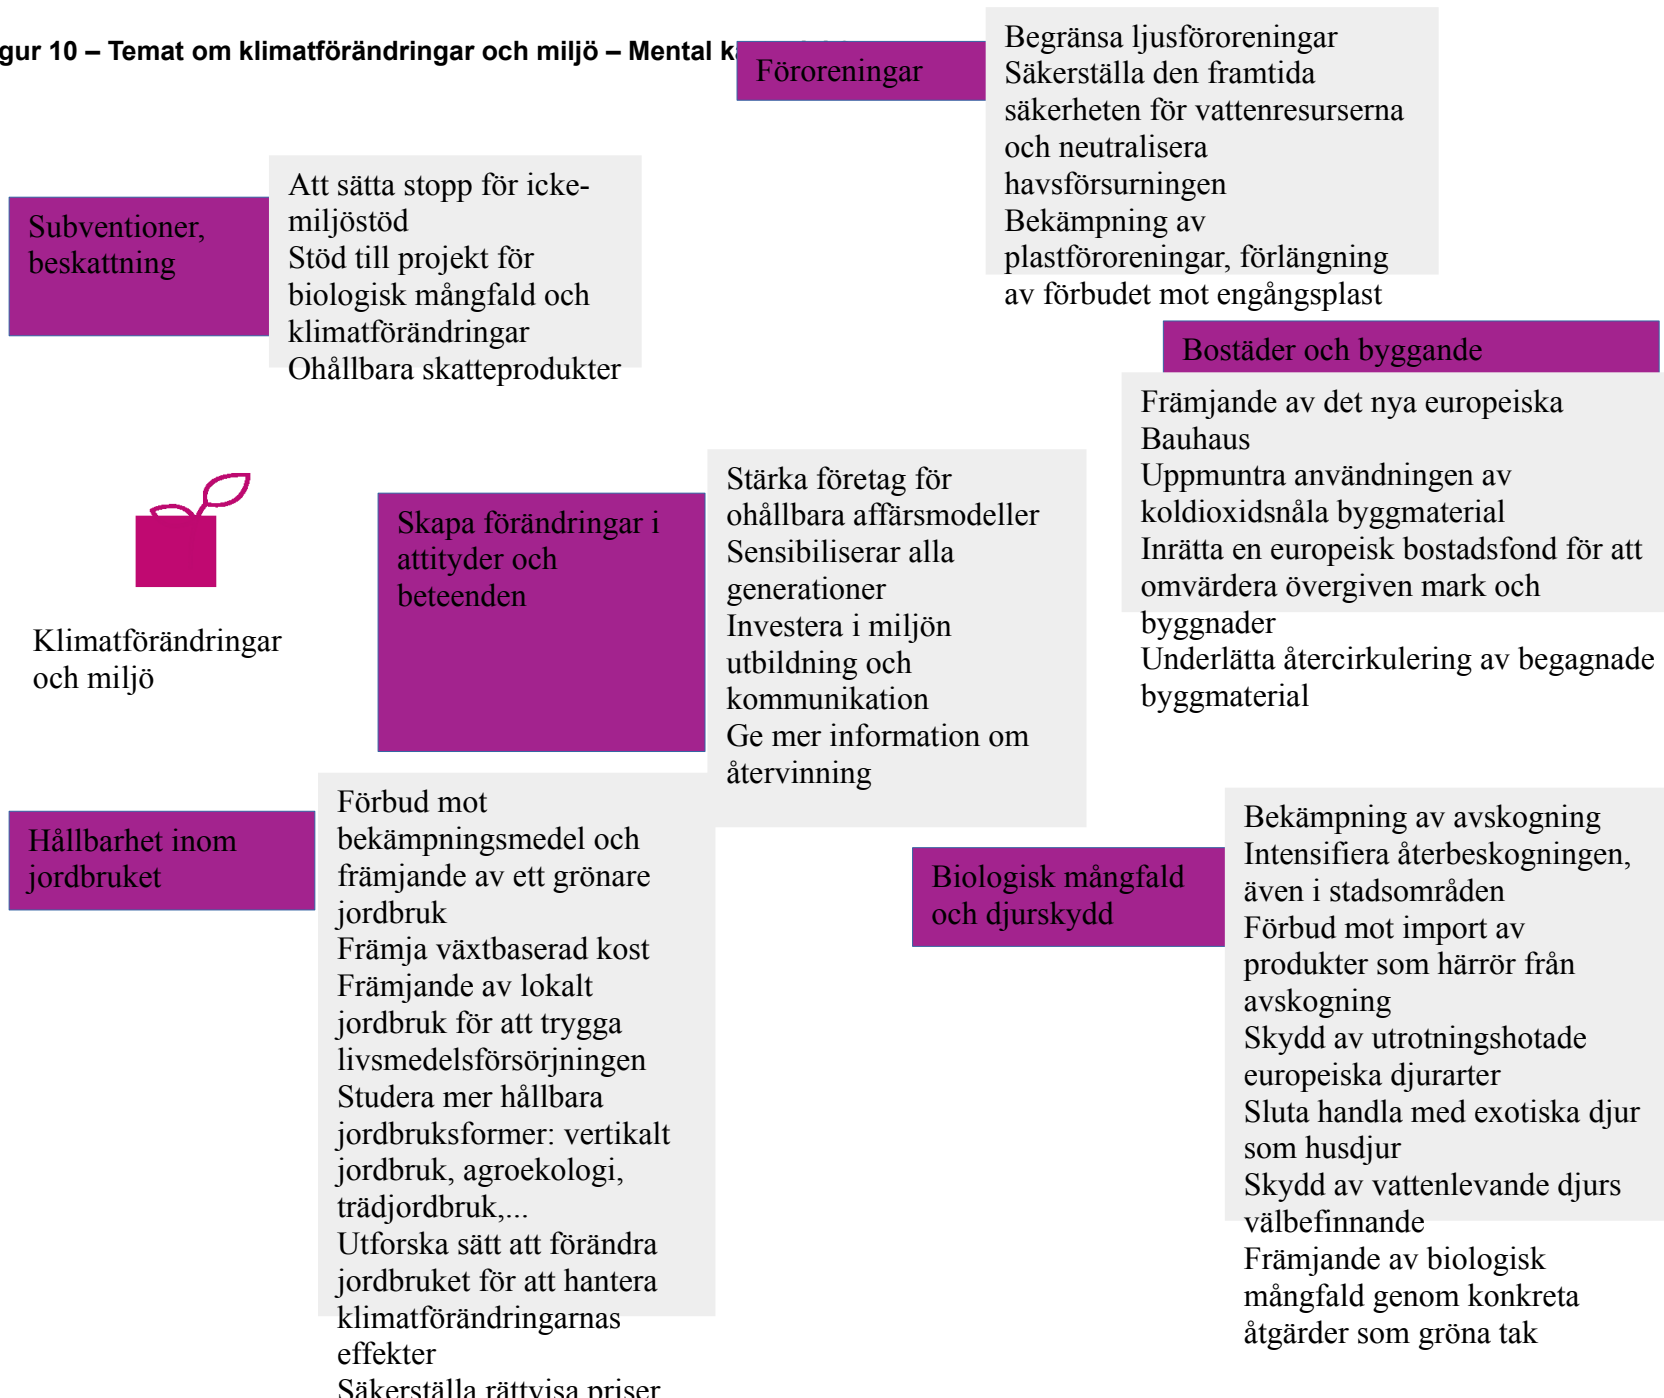 gur 10 – Temat om klimatförändringar och miljö – Mental
Föroreningar
Begränsa ljusföroreningar
Säkerställa den framtida
säkerheten för vattenresurserna
och neutralisera
havsförsurningen
Bekämpning av
plastföroreningar, förlängning
av förbudet mot engångsplast
Subventioner,
beskattning
Att sätta stopp för icke-
miljöstöd
Stöd till projekt för
biologisk mångfald och
klimatförändringar
Ohållbara skatteprodukter
Bostäder och byggande
Främjande av det nya europeiska
Bauhaus
Uppmuntra användningen av
koldioxidsnåla byggmaterial
Inrätta en europeisk bostadsfond för att
omvärdera övergiven mark och
byggnader
Underlätta återcirkulering av begagnade
byggmaterial
Klimatförändringar
och miljö
Skapa förändringar i
attityder och
beteenden
Stärka företag för
ohållbara affärsmodeller
Sensibiliserar alla
generationer
Investera i miljön
utbildning och
kommunikation
Ge mer information om
återvinning
Hållbarhet inom
jordbruket
Förbud mot
bekämpningsmedel och
främjande av ett grönare
jordbruk
Främja växtbaserad kost
Främjande av lokalt
jordbruk för att trygga
livsmedelsförsörjningen
Studera mer hållbara
jordbruksformer: vertikalt
jordbruk, agroekologi,
trädjordbruk,...
Utforska sätt att förändra
jordbruket för att hantera
klimatförändringarnas
effekter
Säkerställa rättvisa priser
Biologisk mångfald
och djurskydd
Bekämpning av avskogning
Intensifiera återbeskogningen,
även i stadsområden
Förbud mot import av
produkter som härrör från
avskogning
Skydd av utrotningshotade
europeiska djurarter
Sluta handla med exotiska djur
som husdjur
Skydd av vattenlevande djurs
välbefinnande
Främjande av biologisk
mångfald genom konkreta
åtgärder som gröna tak